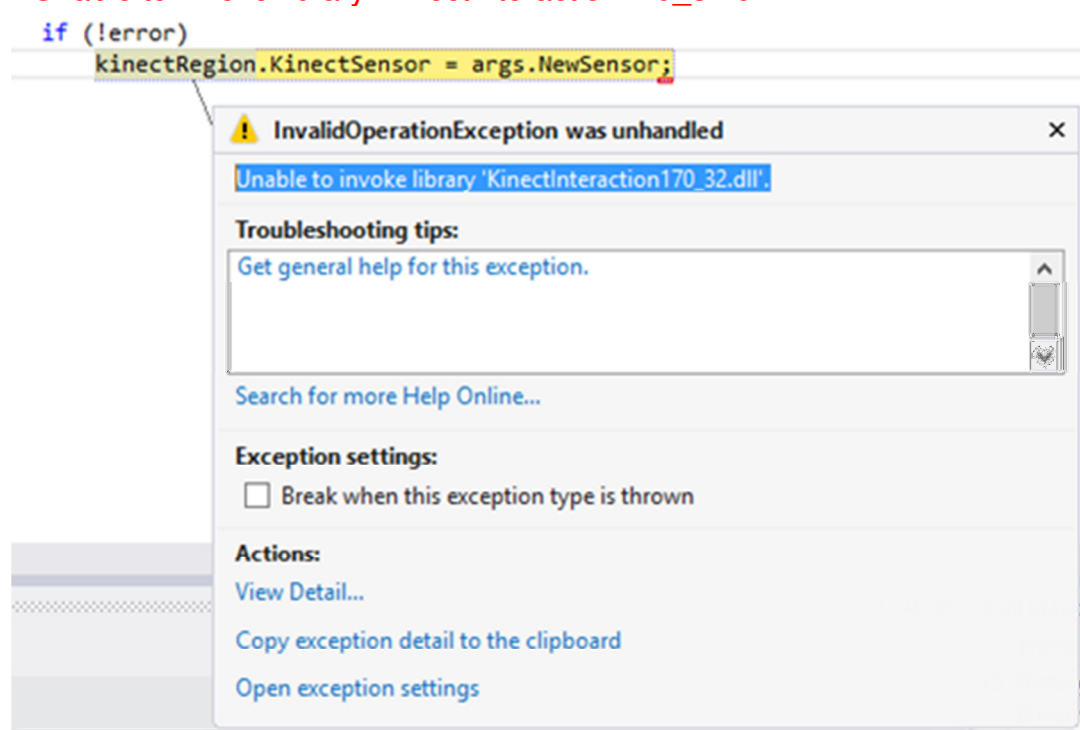 if (!error)
kinectRegion.KinectSensor = args.NewSensor;
InvalidOperationException was unhandled
Unable to invoke library 'KinectInteraction170_32.dll'.
Troubleshooting tips:
Get general help for this exception.
Search for more Help Online...
Exception settings:
Break when this exception type is thrown
Actions:
View Detail...
Copy exception detail to the clipboard
Open exception settings